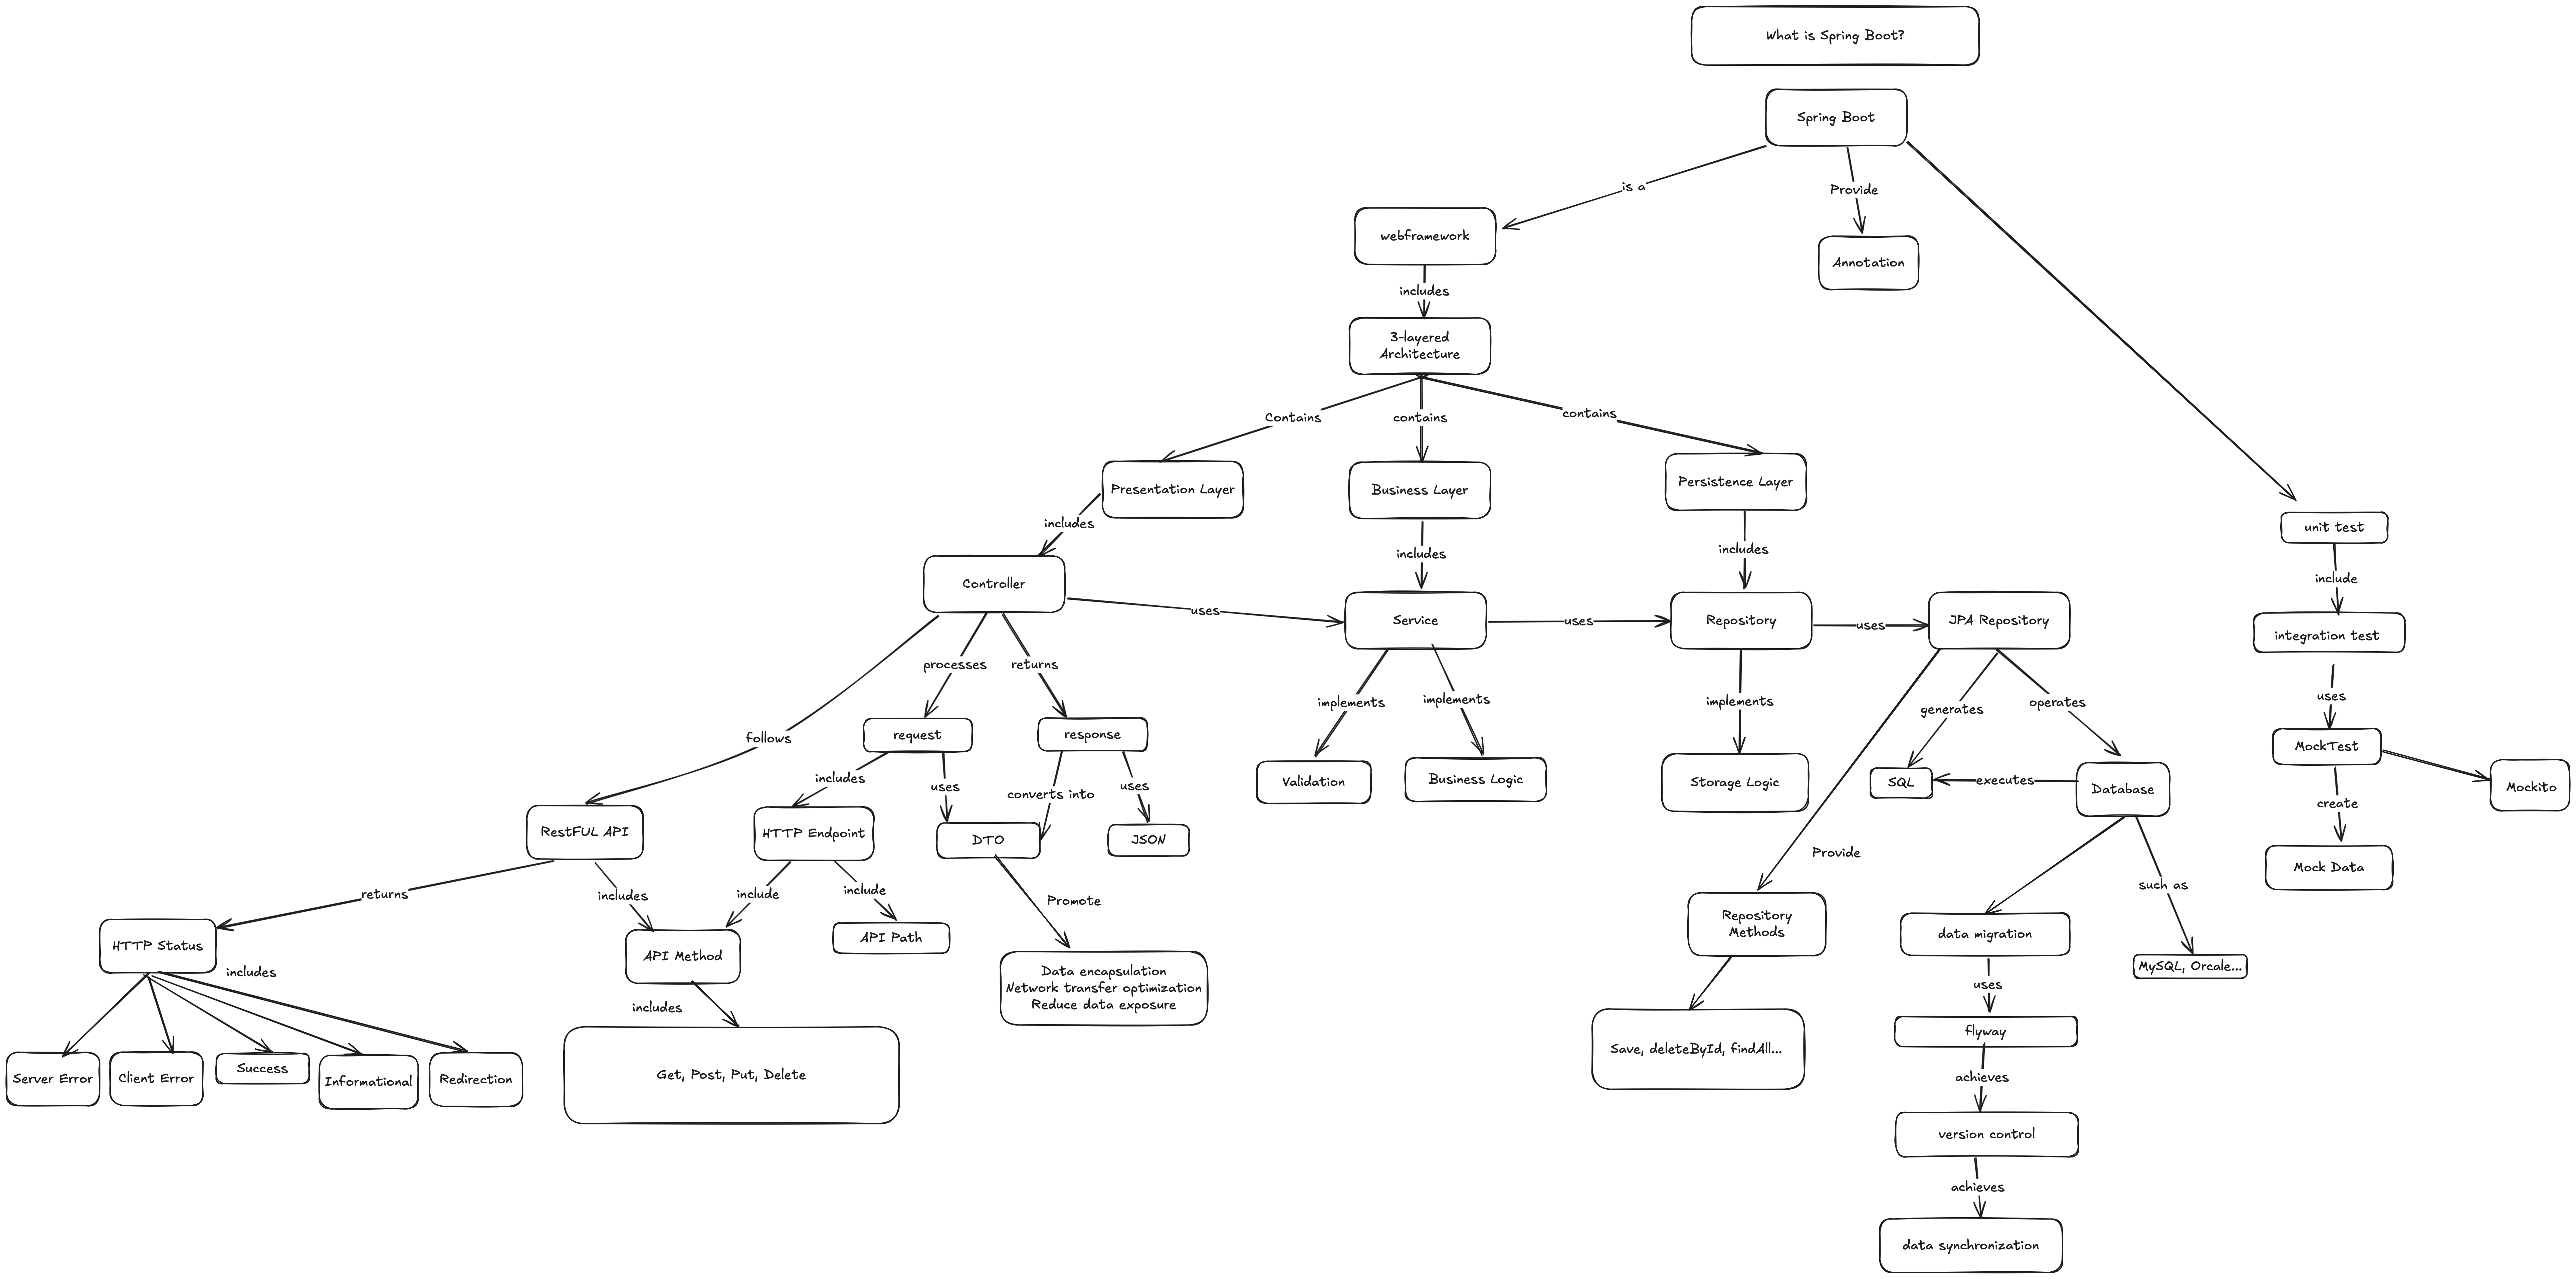 What is Spring Boot?
Spring Boot
is a
Provide
webframework
Annotation
includes
3-layered
Architecture
Contains
contains
contains
Presentation Layer
Business Layer
Persistence Layer
includes
includes
includes
unit test
include
Controller
uses
Service
uses
Repository
uses
JPA Repository
integration test
processes
returns
implements
implements
implements
generates
operates
uses
follows
request
response
MockTest
Mockito
includes
uses
converts into
uses
Validation
Business Logic
Storage Logic
SQL
executes
Database
create
RestFUL API
HTTP Endpoint
DTO
JSON
Provide
Mock Data
returns
includes
include
include
Promote
such as
HTTP Status
API Method
API Path
Repository
Methods
data migration
MySQL, Orcale...
includes
includes
Data encapsulation
Network transfer optimization
Reduce data exposure
uses
flyway
Server Error
Client Error
Success
Informational
Redirection
Get, Post, Put, Delete
Save, deleteById, findAll...
achieves
version control
achieves
data synchronization